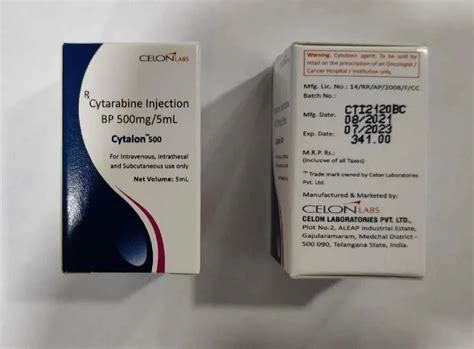 CELON LABS
Rx Cytarabine Injection
BP 500mg/5mL
Cytalon™500
For Intravenous, Intrathecal
and Subcutaneous use only
Net Volume: 5mL
Warning: Cytotoxic agent: To be sold by
retail on the prescription of an Oncologist /
Cancer Hospital / Institution only.
Mfg. Lic. No.: 14/RR/AP/2008/F/CC
Batch No.: CTI2120BC
Mfg. Date: 08/2021
Exp. Date: 07/2023
341.00
M.R.P. Rs.:
(Inclusive of all Taxes)
™ Trade mark owned by Celon Laboratories
Pvt. Ltd.
Manufactured & Marketed by:
CELON LABS
CELON LABORATORIES PVT. LTD.,
Plot No:2, ALEAP Industrial Estate,
Gajularamaram, Medchal District -
500 090, Telangana State, India.